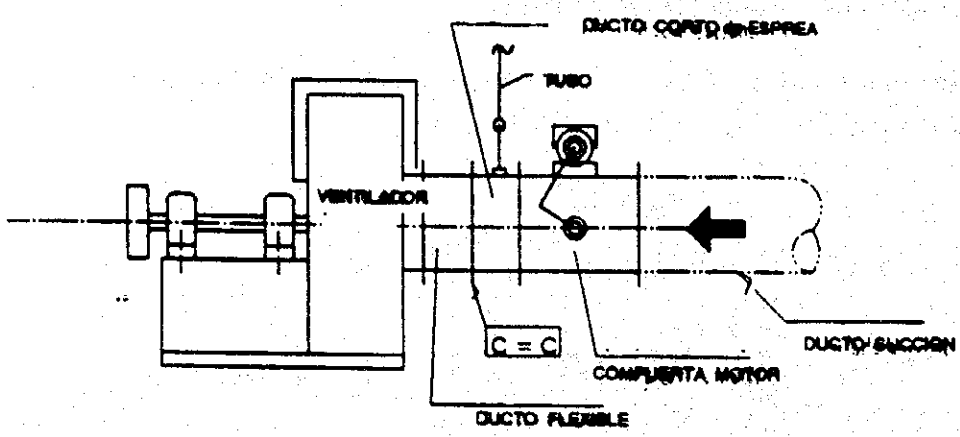 DUCTO CORTO de ESPREA
TUBO
VENTILADOR
C = C
DUCTO SUCCION
COMPUERTA MOTOR
DUCTO FLEXIBLE